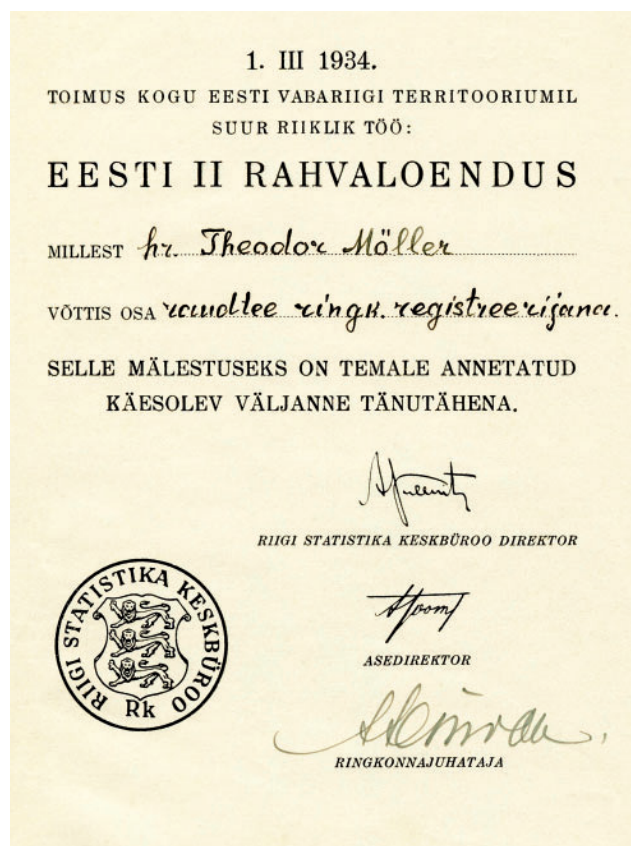 1. III 1934.
TOIMUS KOGU EESTI VABARIIGI TERRITOORIUMIL
SUUR RIIKLIK TÖÖ:
EESTI II RAHVALOENDUS
MILLEST hr. Theodor Möller
VÕTTIS OSA raudtee ringk. registreerijana.
SELLE MÄLESTUSEKS ON TEMALE ANNETATUD
KÄESOLEV VÄLJANNE TÄNUTÄHENA.
RIIGI STATISTIKA KESKBÜROO DIREKTOR
RIIGI STATISTIKA KESKBÜROO
Rk
ASEDIREKTOR
RINGKONNAJUHATAJA